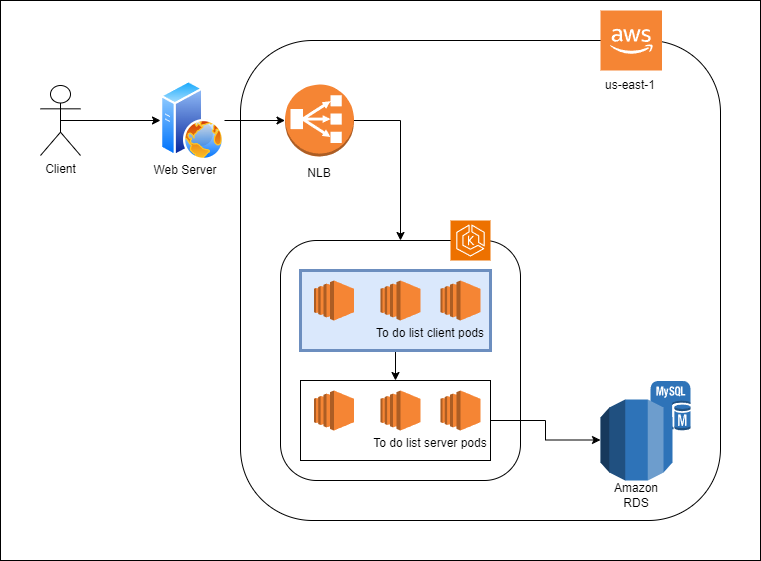 aws
us-east-1
Client
Web Server
NLB
K
To do list client pods
To do list server pods
MySQL
M
Amazon
RDS